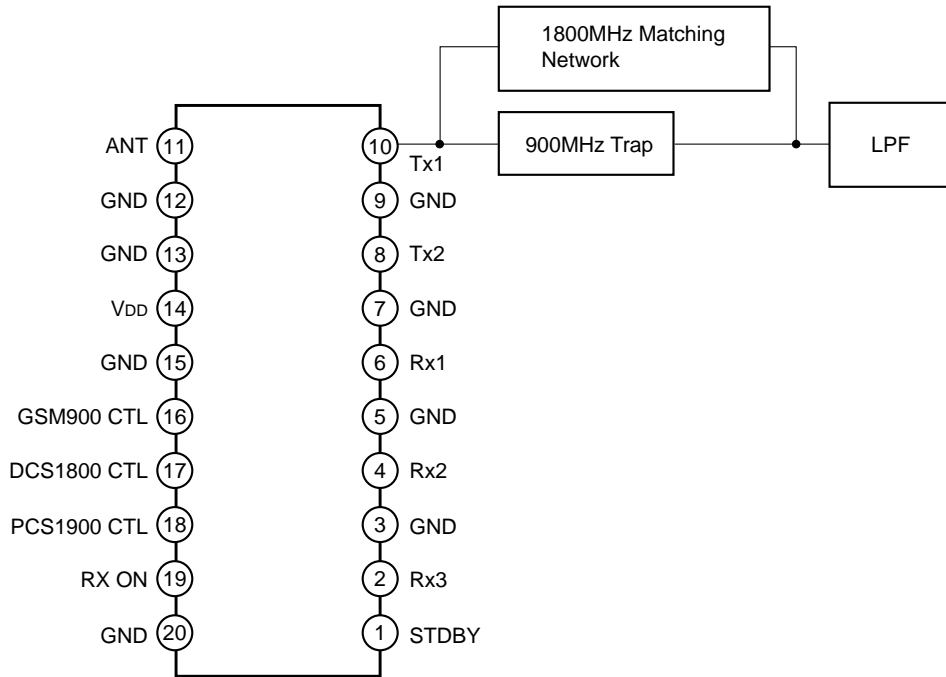 1800MHz Matching
Network
900MHz Trap
LPF
ANT 11 10 Tx1
GND 12 9 GND
GND 13 8 Tx2
VDD 14 7 GND
GND 15 6 Rx1
GSM900 CTL 16 5 GND
DCS1800 CTL 17 4 Rx2
PCS1900 CTL 18 3 GND
RX ON 19 2 Rx3
GND 20 1 STDBY